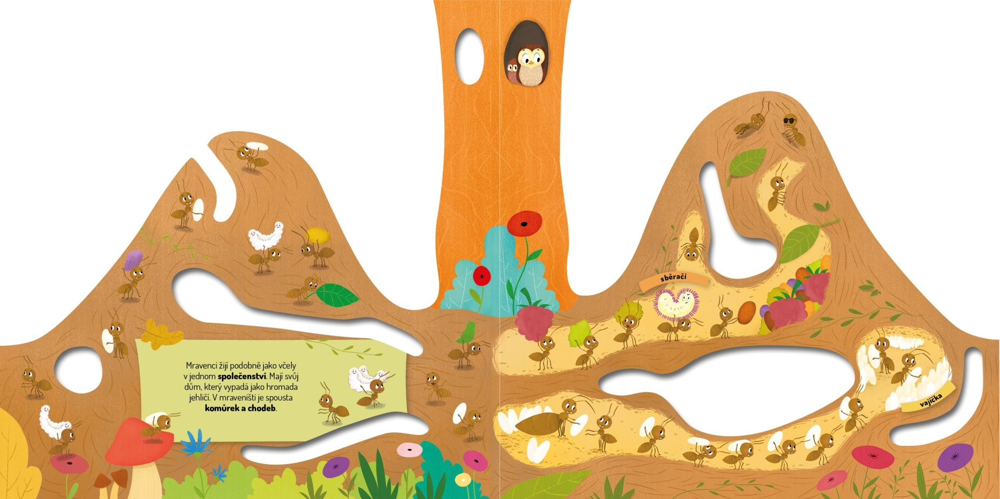 Mravenci žijí podobně jako včely
v jednom společenství. Mají svůj
dům, který vypadá jako hromada
jehličí. V mraveništi je spousta
komůrek a chodeb.
sběrači
vajíčka